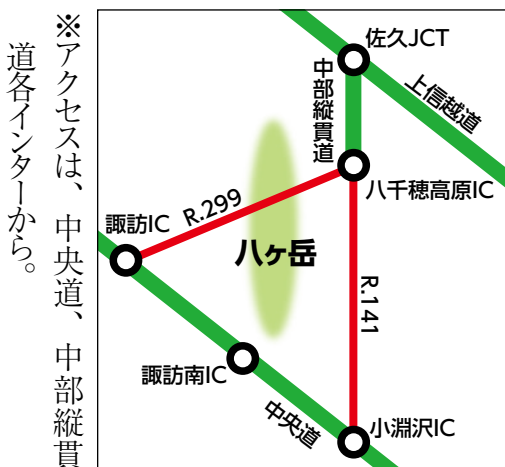 ※アクセスは、中央道、中部縦貫
道各インターから。
佐久JCT
上信越道
中部縦貫道
八千穂高原IC
R.299
諏訪IC
八ヶ岳
R.141
諏訪南IC
中央道
小淵沢IC